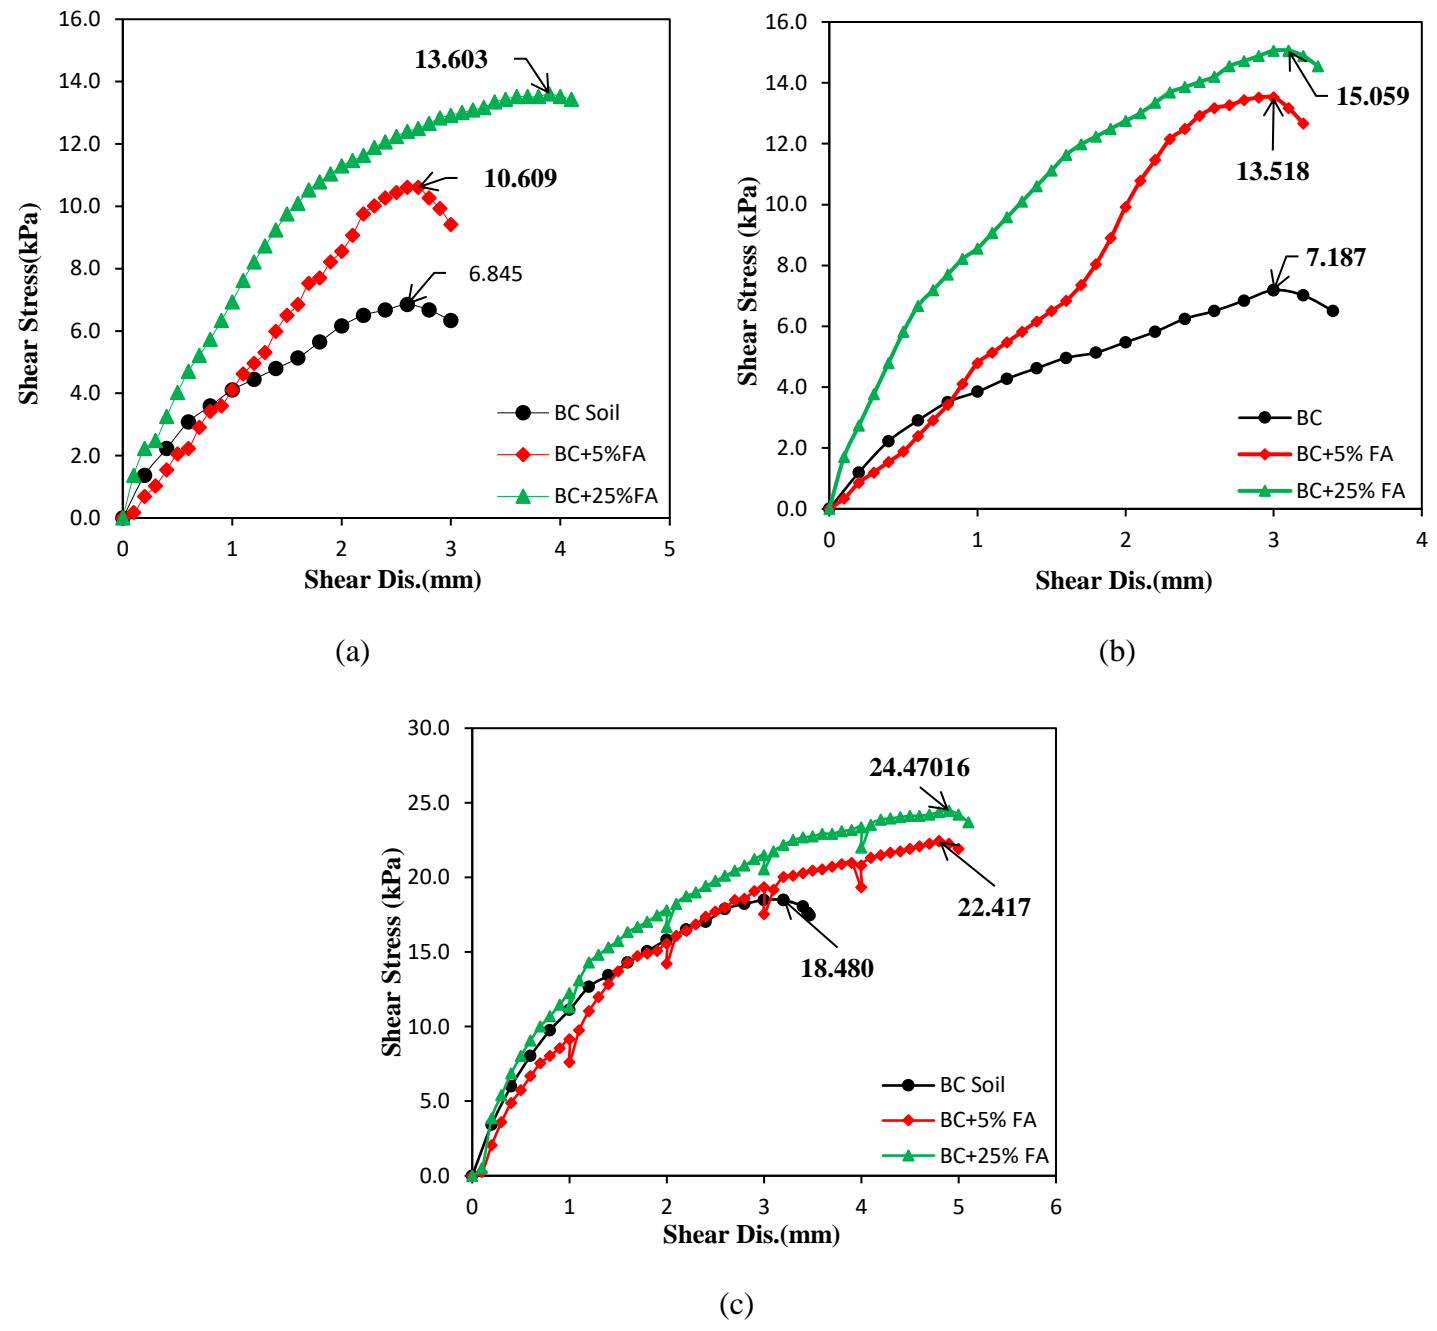 16.0
14.0
12.0
10.0
8.0
6.0
4.0
2.0
0.0
0 1 2 3 4 5
Shear Stress(kPa)
Shear Dis.(mm)
13.603
10.609
6.845
BC Soil
BC+5%FA
BC+25%FA
(a)
16.0
14.0
12.0
10.0
8.0
6.0
4.0
2.0
0.0
0 1 2 3 4
Shear Stress (kPa)
Shear Dis.(mm)
15.059
13.518
7.187
BC
BC+5% FA
BC+25% FA
(b)
30.0
25.0
20.0
15.0
10.0
5.0
0.0
0 1 2 3 4 5 6
Shear Stress (kPa)
Shear Dis.(mm)
24.47016
22.417
18.480
BC Soil
BC+5% FA
BC+25% FA
(c)